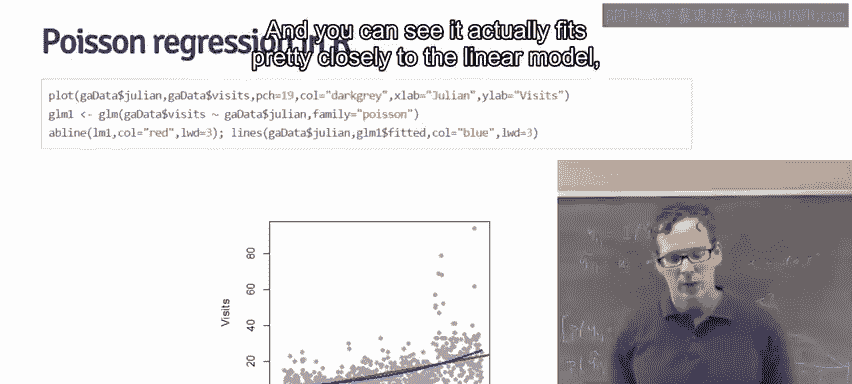 And you can see it actually fits
pretty closely to the linear model,
Poisson regression in R
plot(gaData$julian,gaData$visits,pch=19,col="darkgrey",xlab="Julian",ylab="Visits")
glm1 <- glm(gaData$visits ~ gaData$julian,family="poisson")
abline(lm1,col="red",lwd=3); lines(gaData$julian,glm1$fitted,col="blue",lwd=3)
80
60
40
20
Visits